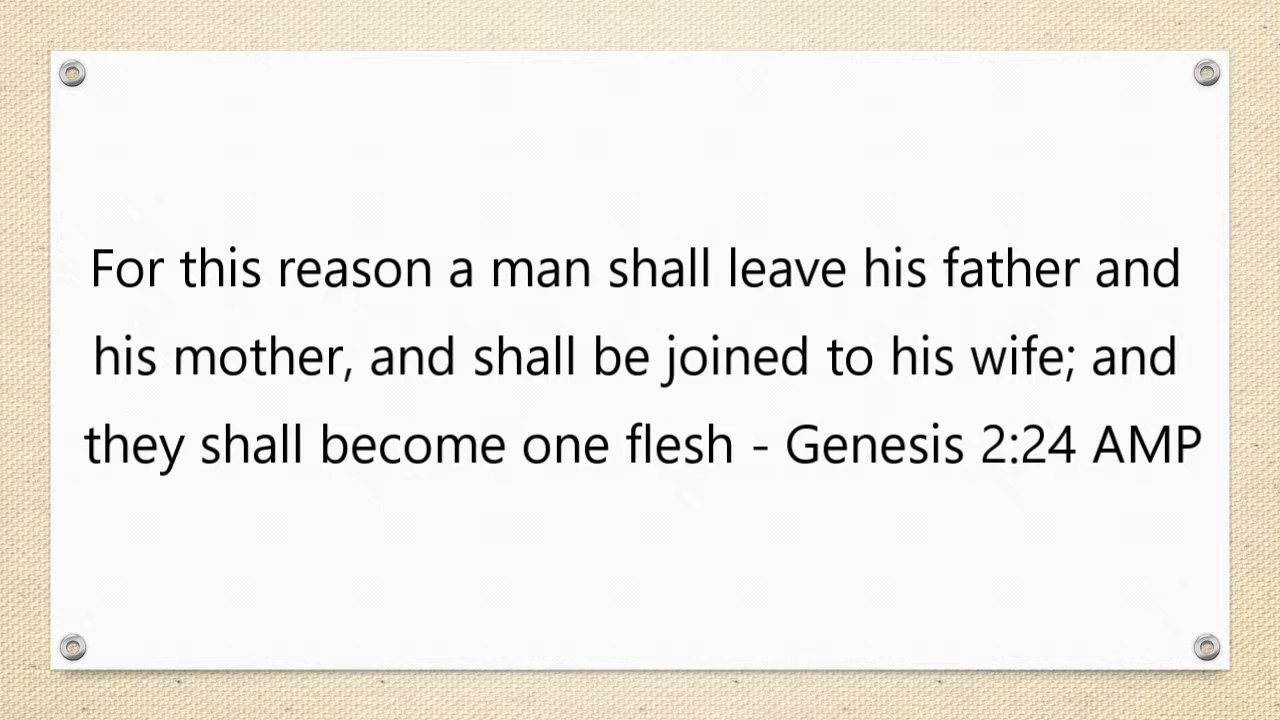 For this reason a man shall leave his father and
his mother, and shall be joined to his wife; and
they shall become one flesh - Genesis 2:24 AMP